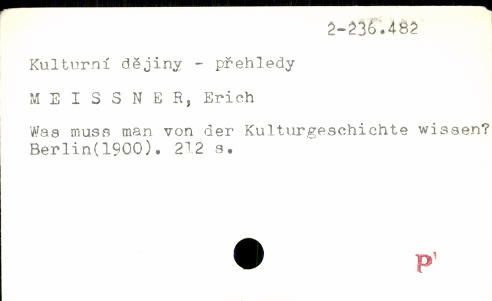 2-236.482
Kulturní dějiny - přehledy
M E I S S N E R, Erich
Was muss man von der Kulturgeschichte wissen?
Berlin(1900). 212 s.
p'